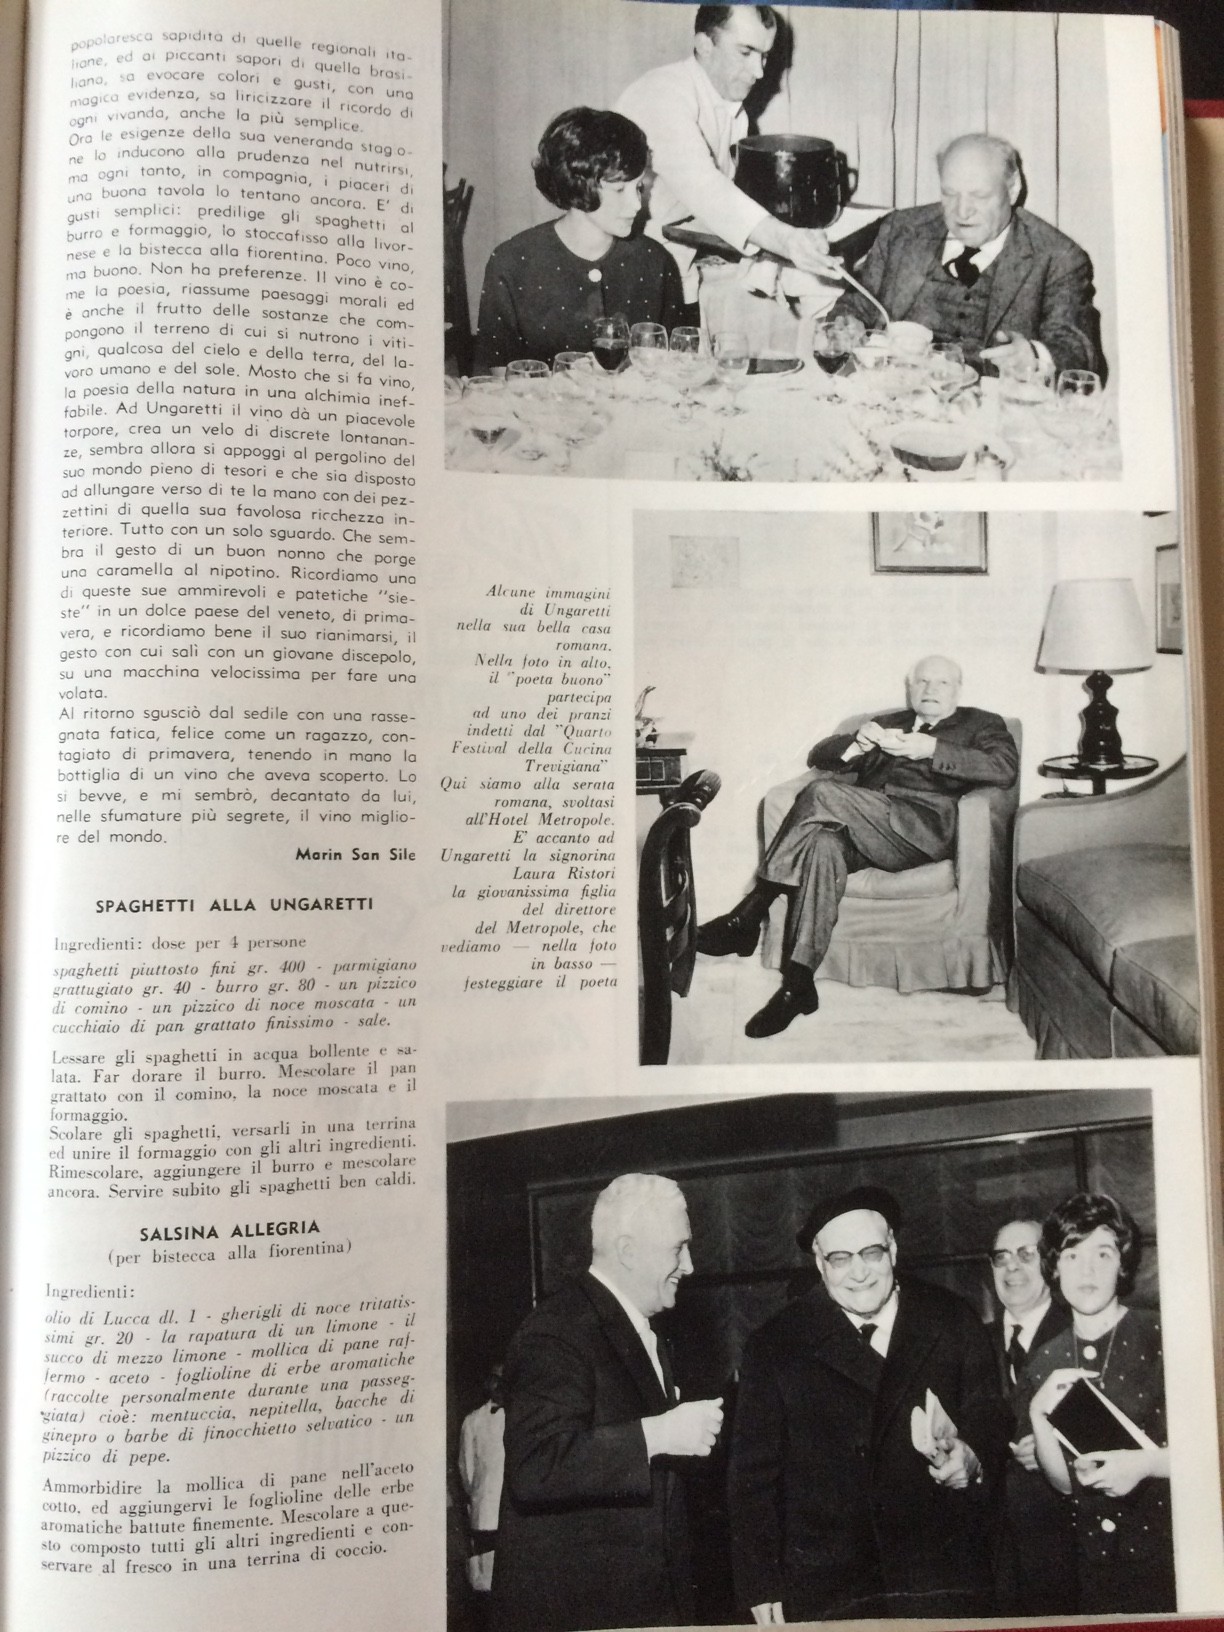 popolaresca sapidità di quelle regionali ita-
liane, ed ai piccanti sapori di quella brasi-
liana, sa evocare colori e gusti, con una
magica evidenza, sa liricizzare il ricordo di
ogni vivanda, anche la più semplice.
Ora le esigenze della sua veneranda stag o-
ne lo inducono alla prudenza nel nutrirsi,
ma ogni tanto, in compagnia, i piaceri di
una buona tavola lo tentano ancora. E' di
gusti semplici: predilige gli spaghetti al
burro e formaggio, lo stoccafisso alla livor-
nese e la bistecca alla fiorentina. Poco vino,
ma buono. Non ha preferenze. Il vino è co-
me la poesia, riassume paesaggi morali ed
è anche il frutto delle sostanze che com-
pongono il terreno di cui si nutrono i viti-
gni, qualcosa del cielo e della terra, del la-
voro umano e del sole. Mosto che si fa vino,
la poesia della natura in una alchimia inef-
fabile. Ad Ungaretti il vino dà un piacevole
torpore, crea un velo di discrete lontanan-
ze, sembra allora si appoggi al pergolino del
suo mondo pieno di tesori e che sia disposto
ad allungare verso di te la mano con dei pez-
zettini di quella sua favolosa ricchezza in-
teriore. Tutto con un solo sguardo. Che sem-
bra il gesto di un buon nonno che porge
una caramella al nipotino. Ricordiamo una
di queste sue ammirevoli e patetiche "sie-
ste" in un dolce paese del veneto, di prima-
vera, e ricordiamo bene il suo rianimarsi, il
gesto con cui salì con un giovane discepolo,
su una macchina velocissima per fare una
volata.
Al ritorno sgusciò dal sedile con una rasse-
gnata fatica, felice come un ragazzo, con-
tagiato di primavera, tenendo in mano la
bottiglia di un vino che aveva scoperto. Lo
si bevve, e mi sembrò, decantato da lui,
nelle sfumature più segrete, il vino miglio-
re del mondo.
Marin San Sile
SPAGHETTI ALLA UNGARETTI
Ingredienti: dose per 4 persone
spaghetti piuttosto fini gr. 400 - parmigiano
grattugiato gr. 40 - burro gr. 80 - un pizzico
di comino - un pizzico di noce moscata - un
cucchiaio di pan grattato finissimo - sale.
Lessare gli spaghetti in acqua bollente e sa-
lata. Far dorare il burro. Mescolare il pan
grattato con il comino, la noce moscata e il
formaggio.
Scolare gli spaghetti, versarli in una terrina
ed unire il formaggio con gli altri ingredienti.
Rimescolare, aggiungere il burro e mescolare
ancora. Servire subito gli spaghetti ben caldi.
SALSINA ALLEGRIA
(per bistecca alla fiorentina)
Ingredienti:
olio di Lucca dl. 1 - gherigli di noce tritatis-
simi gr. 20 - la rapatura di un limone - il
succo di mezzo limone - mollica di pane raf-
fermo - aceto - foglioline di erbe aromatiche
(raccolte personalmente durante una passeg-
giata) cioè: mentuccia, nepitella, bacche di
ginepro o barbe di finocchietto selvatico - un
pizzico di pepe.
Ammorbidire la mollica di pane nell'aceto
cotto, ed aggiungervi le foglioline delle erbe
aromatiche battute finemente. Mescolare a que-
sto composto tutti gli altri ingredienti e con-
servare al fresco in una terrina di coccio.
Alcune immagini
di Ungaretti
nella sua bella casa
romana.
Nella foto in alto,
il "poeta buono"
partecipa
ad uno dei pranzi
indetti dal "Quarto
Festival della Cucina
Trevigiana"
Qui siamo alla serata
romana, svoltasi
all'Hotel Metropole.
E' accanto ad
Ungaretti la signorina
Laura Ristori
la giovanissima figlia
del direttore
del Metropole, che
vediamo — nella foto
in basso —
festeggiare il poeta